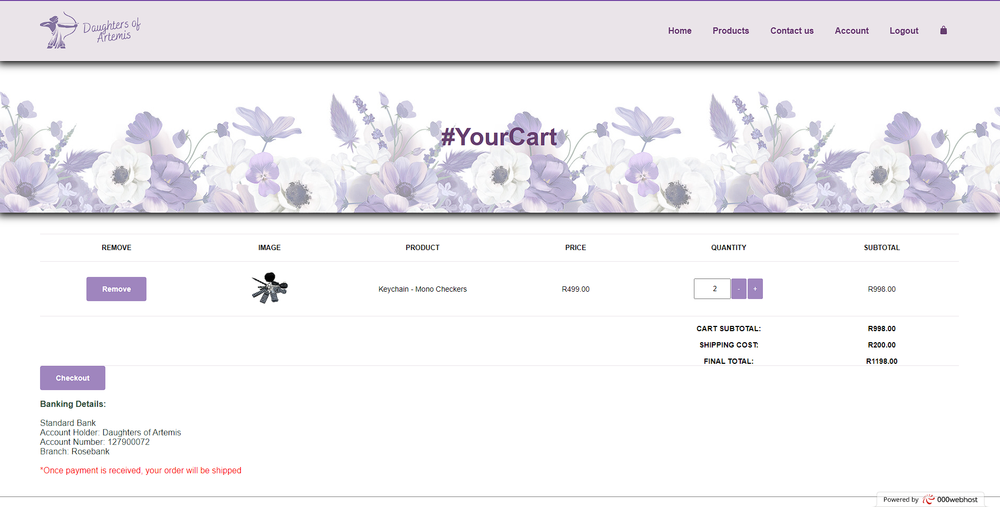 Daughters of
Artemis
Home Products Contact us Account Logout
#YourCart
REMOVE IMAGE PRODUCT PRICE QUANTITY SUBTOTAL
Remove Keychain - Mono Checkers R499.00 2 - + R998.00
CART SUBTOTAL: R998.00
SHIPPING COST: R200.00
FINAL TOTAL: R1198.00
Checkout
Banking Details:
Standard Bank
Account Holder: Daughters of Artemis
Account Number: 127900072
Branch: Rosebank
*Once payment is received, your order will be shipped
Powered by 000webhost